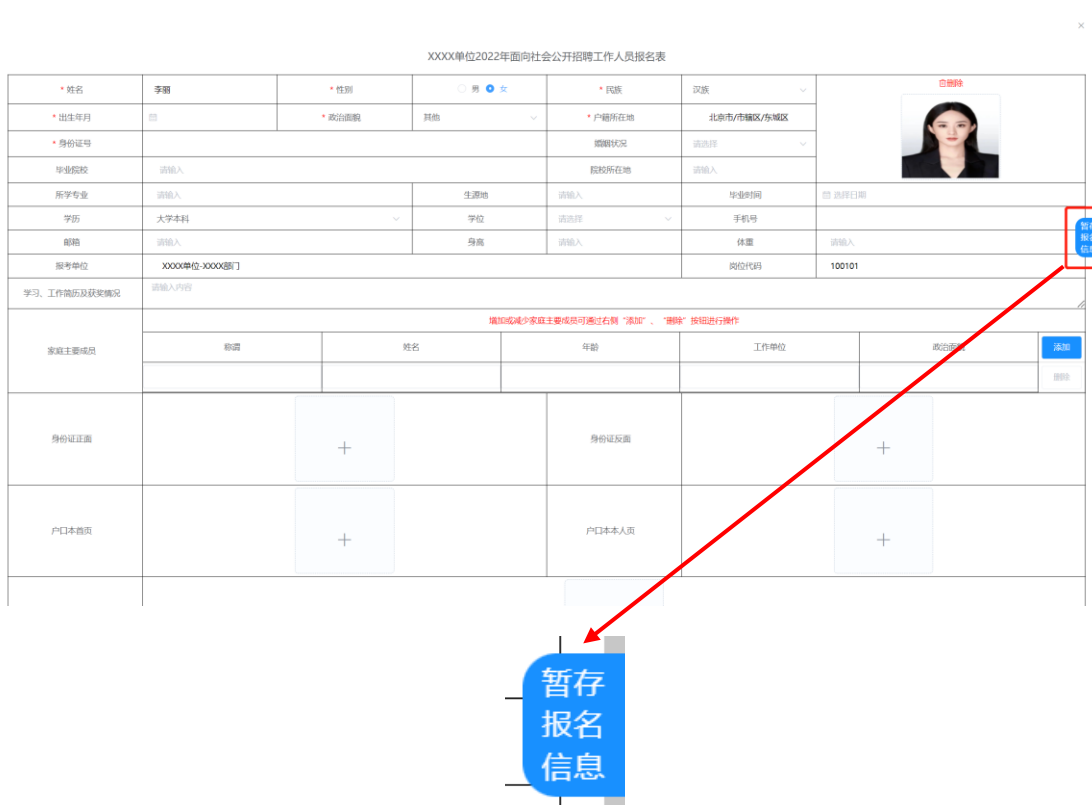 XXXX单位2022年面向社会公开招聘工作人员报名表
* 姓名 李丽 * 性别 男 女 * 民族 汉族 删除
* 出生年月 * 政治面貌 其他 * 户籍所在地 北京市/市辖区/东城区
* 身份证号 婚姻状况 请选择
毕业院校 请输入 院校所在地 请输入
所学专业 请输入 生源地 请输入 毕业时间 选择日期
学历 大学本科 学位 请选择 手机号
邮箱 请输入 身高 请输入 体重 请输入
报考单位 XXXX单位-XXXX部门 岗位代码 100101
学习、工作简历及获奖情况 请输入内容
增加或减少家庭主要成员可通过右侧“添加”、“删除”按钮进行操作
家庭主要成员 称谓 姓名 年龄 工作单位 政治面貌 添加
删除
身份证正面 身份证反面
户口本首页 户口本本人页
暂存
报名
信息